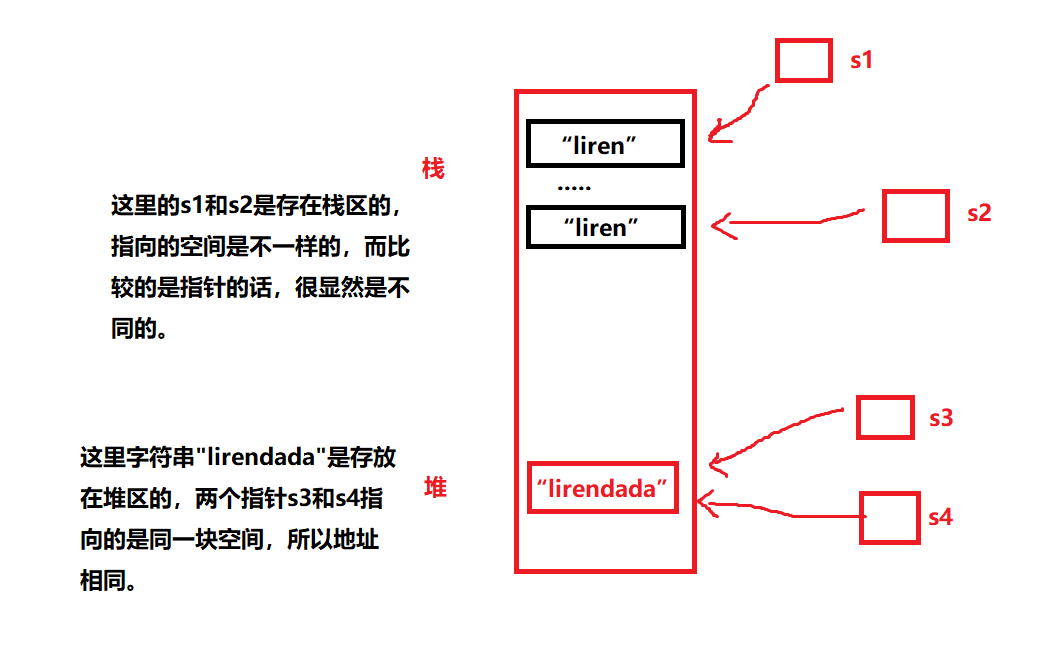 s1
“liren”
栈
.....
这里的s1和s2是存在栈区的，
指向的空间是不一样的，而比
较的是指针的话，很显然是不
同的。
“liren”
s2
s3
这里字符串"lirendada"是存放
在堆区的，两个指针s3和s4指
向的是同一块空间，所以地址
相同。
堆
“lirendada”
s4